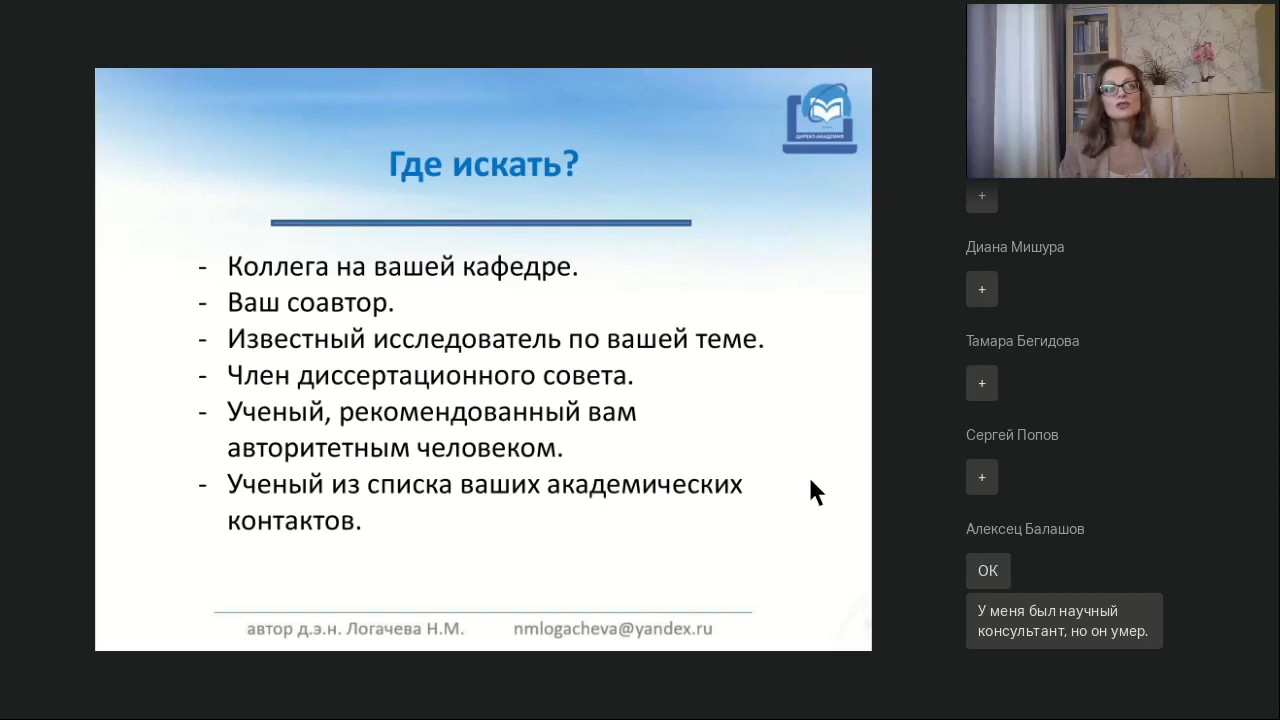 ДИРЕКТ-АКАДЕМИЯ
Где искать?
- Коллега на вашей кафедре.
- Ваш соавтор.
- Известный исследователь по вашей теме.
- Член диссертационного совета.
- Ученый, рекомендованный вам
авторитетным человеком.
- Ученый из списка ваших академических
контактов.
автор д.э.н. Логачева Н.М. nmlogacheva@yandex.ru
+
Диана Мишура
+
Тамара Бегидова
+
Сергей Попов
+
Алексец Балашов
ОК
У меня был научный
консультант, но он умер.